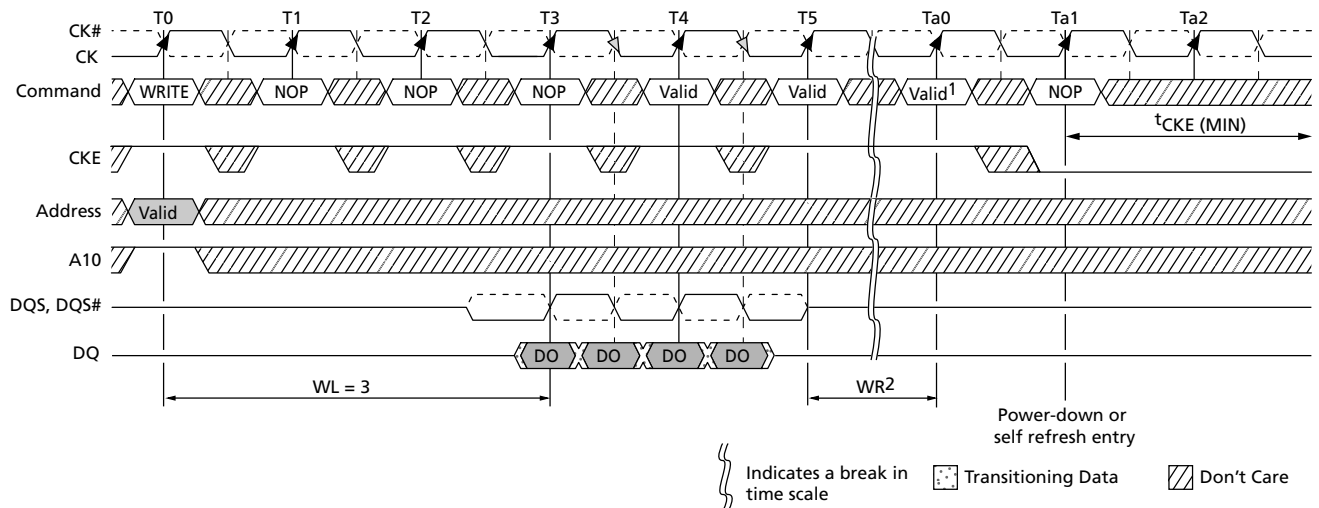 T0 T1 T2 T3 T4 T5 Ta0 Ta1 Ta2
CK#
CK
Command WRITE NOP NOP NOP Valid Valid Valid1 NOP
tCKE (MIN)
CKE
Address Valid
A10
DQS, DQS#
DQ DO DO DO DO
WL = 3 WR2
Power-down or
self refresh entry
Indicates a break in
time scale
Transitioning Data
Don't Care